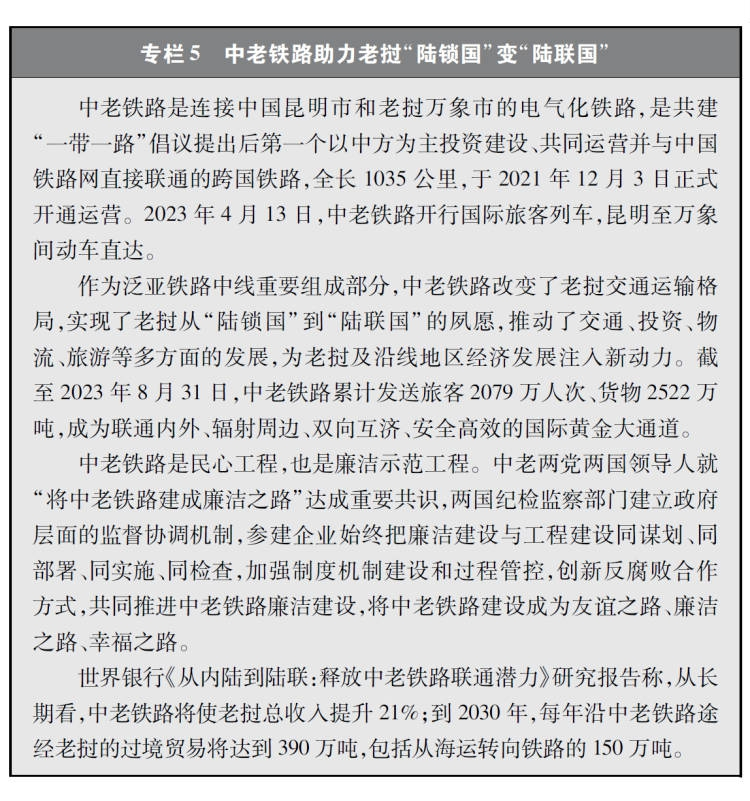 专栏 5 中老铁路助力老挝“陆锁国”变“陆联国”
中老铁路是连接中国昆明市和老挝万象市的电气化铁路,是共建
“一带一路”倡议提出后第一个以中方为主投资建设、共同运营并与中国
铁路网直接联通的跨国铁路,全长 1035 公里,于 2021 年 12 月 3 日正式
开通运营。2023 年 4 月 13 日,中老铁路开行国际旅客列车,昆明至万象
间动车直达。
作为泛亚铁路中线重要组成部分,中老铁路改变了老挝交通运输格
局,实现了老挝从“陆锁国”到“陆联国”的夙愿,推动了交通、投资、物
流、旅游等多方面的发展,为老挝及沿线地区经济发展注入新动力。截
至 2023 年 8 月 31 日,中老铁路累计发送旅客 2079 万人次、货物 2522 万
吨,成为联通内外、辐射周边、双向互济、安全高效的国际黄金大通道。
中老铁路是民心工程,也是廉洁示范工程。中老两党两国领导人就
“将中老铁路建成廉洁之路”达成重要共识,两国纪检监察部门建立政府
层面的监督协调机制,参建企业始终把廉洁建设与工程建设同谋划、同
部署、同实施、同检查,加强制度机制建设和过程管控,创新反腐败合作
方式,共同推进中老铁路廉洁建设,将中老铁路建设成为友谊之路、廉洁
之路、幸福之路。
世界银行《从内陆到陆联:释放中老铁路联通潜力》研究报告称,从长
期看,中老铁路将使老挝总收入提升 21%;到 2030 年,每年沿中老铁路途
经老挝的过境贸易将达到 390 万吨,包括从海运转向铁路的 150 万吨。